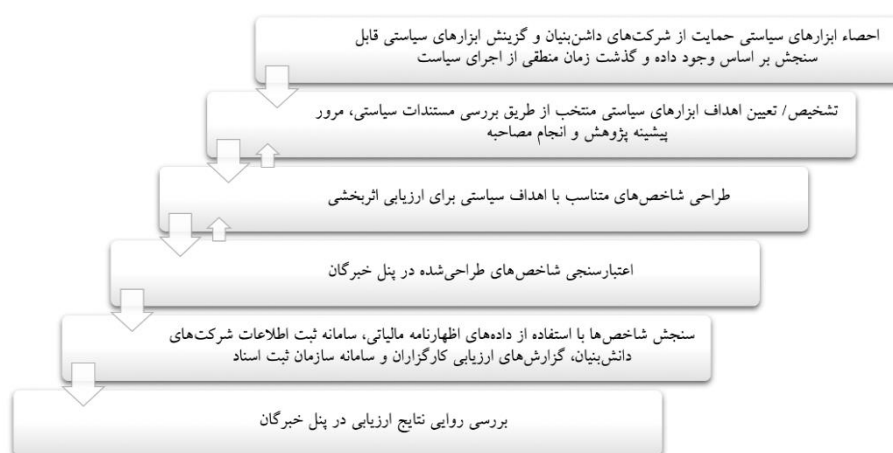 احصاء ابزارهای سیاستی حمایت از شرکت‌های داشن‌بنیان و گزینش ابزارهای سیاستی قابل
سنجش بر اساس وجود داده و گذشت زمان منطقی از اجرای سیاست
تشخیص/ تعیین اهداف ابزارهای سیاستی منتخب از طریق بررسی مستندات سیاستی، مرور
پیشینه پژوهش و انجام مصاحبه
طراحی شاخص‌های متناسب با اهداف سیاستی برای ارزیابی اثربخشی
اعتبارسنجی شاخص‌های طراحی‌شده در پنل خبرگان
سنجش شاخص‌ها با استفاده از داده‌های اظهارنامه مالیاتی، سامانه ثبت اطلاعات شرکت‌های
دانش‌بنیان، گزارش‌های ارزیابی کارگزاران و سامانه سازمان ثبت اسناد
بررسی روایی نتایج ارزیابی در پنل خبرگان